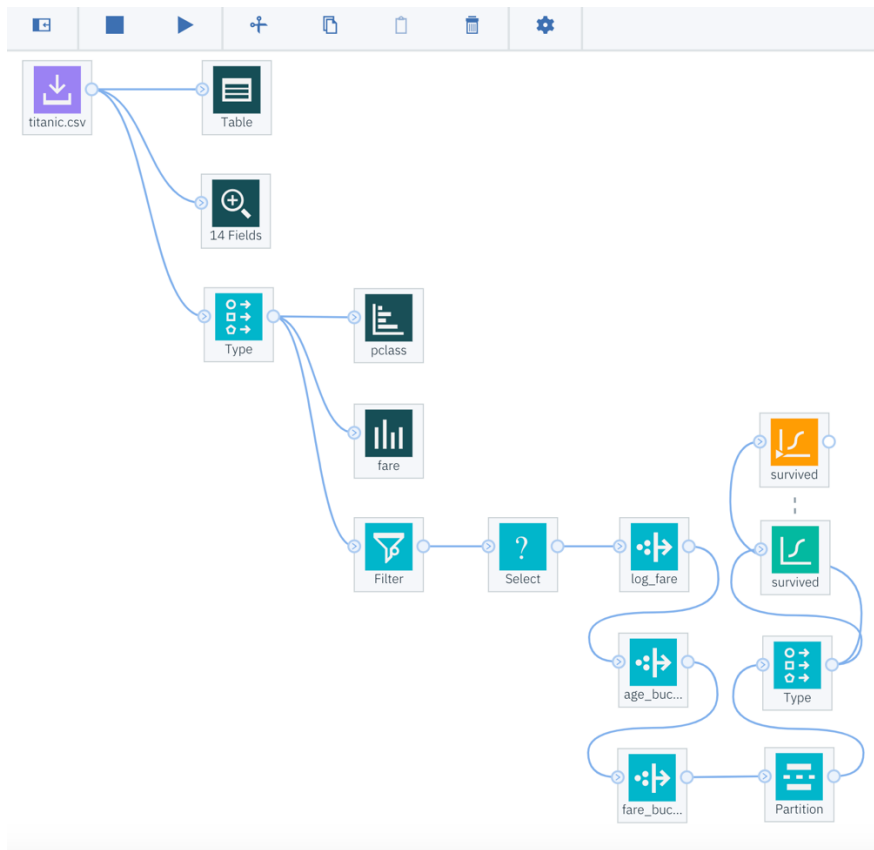 titanic.csv
Table
14 Fields
Type
pclass
fare
survived
Filter
?
Select
log_fare
survived
age_buc...
Type
fare_buc...
Partition